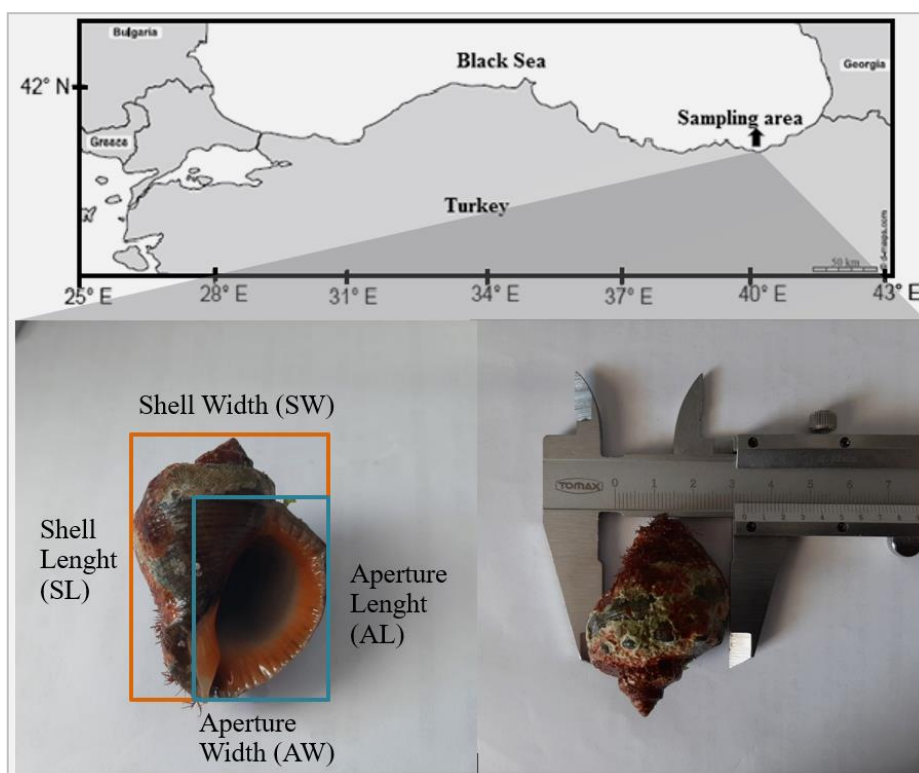 Bulgaria
Black Sea
Georgia
42° N
Sampling area
Greece
Turkey
50 km
© d-maps.com
25° E
28° E
31° E
34° E
37° E
40° E
43° E
Shell Width (SW)
Shell
Lenght
(SL)
Aperture
Lenght
(AL)
Aperture
Width (AW)
TOMAX
0 1 2 3 4 5 6 7